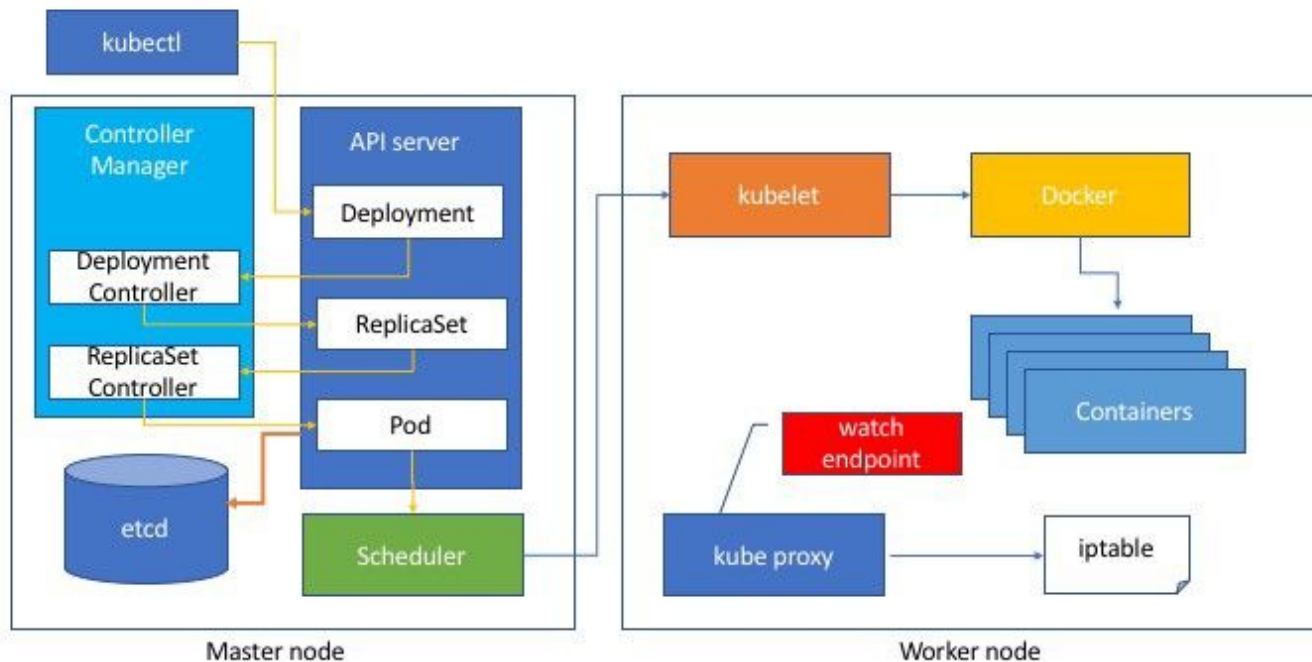 kubectl
Controller
Manager
API server
Deployment
Deployment
Controller
ReplicaSet
ReplicaSet
Controller
Pod
etcd
Scheduler
Master node
kubelet
Docker
Containers
watch
endpoint
kube proxy
iptable
Worker node